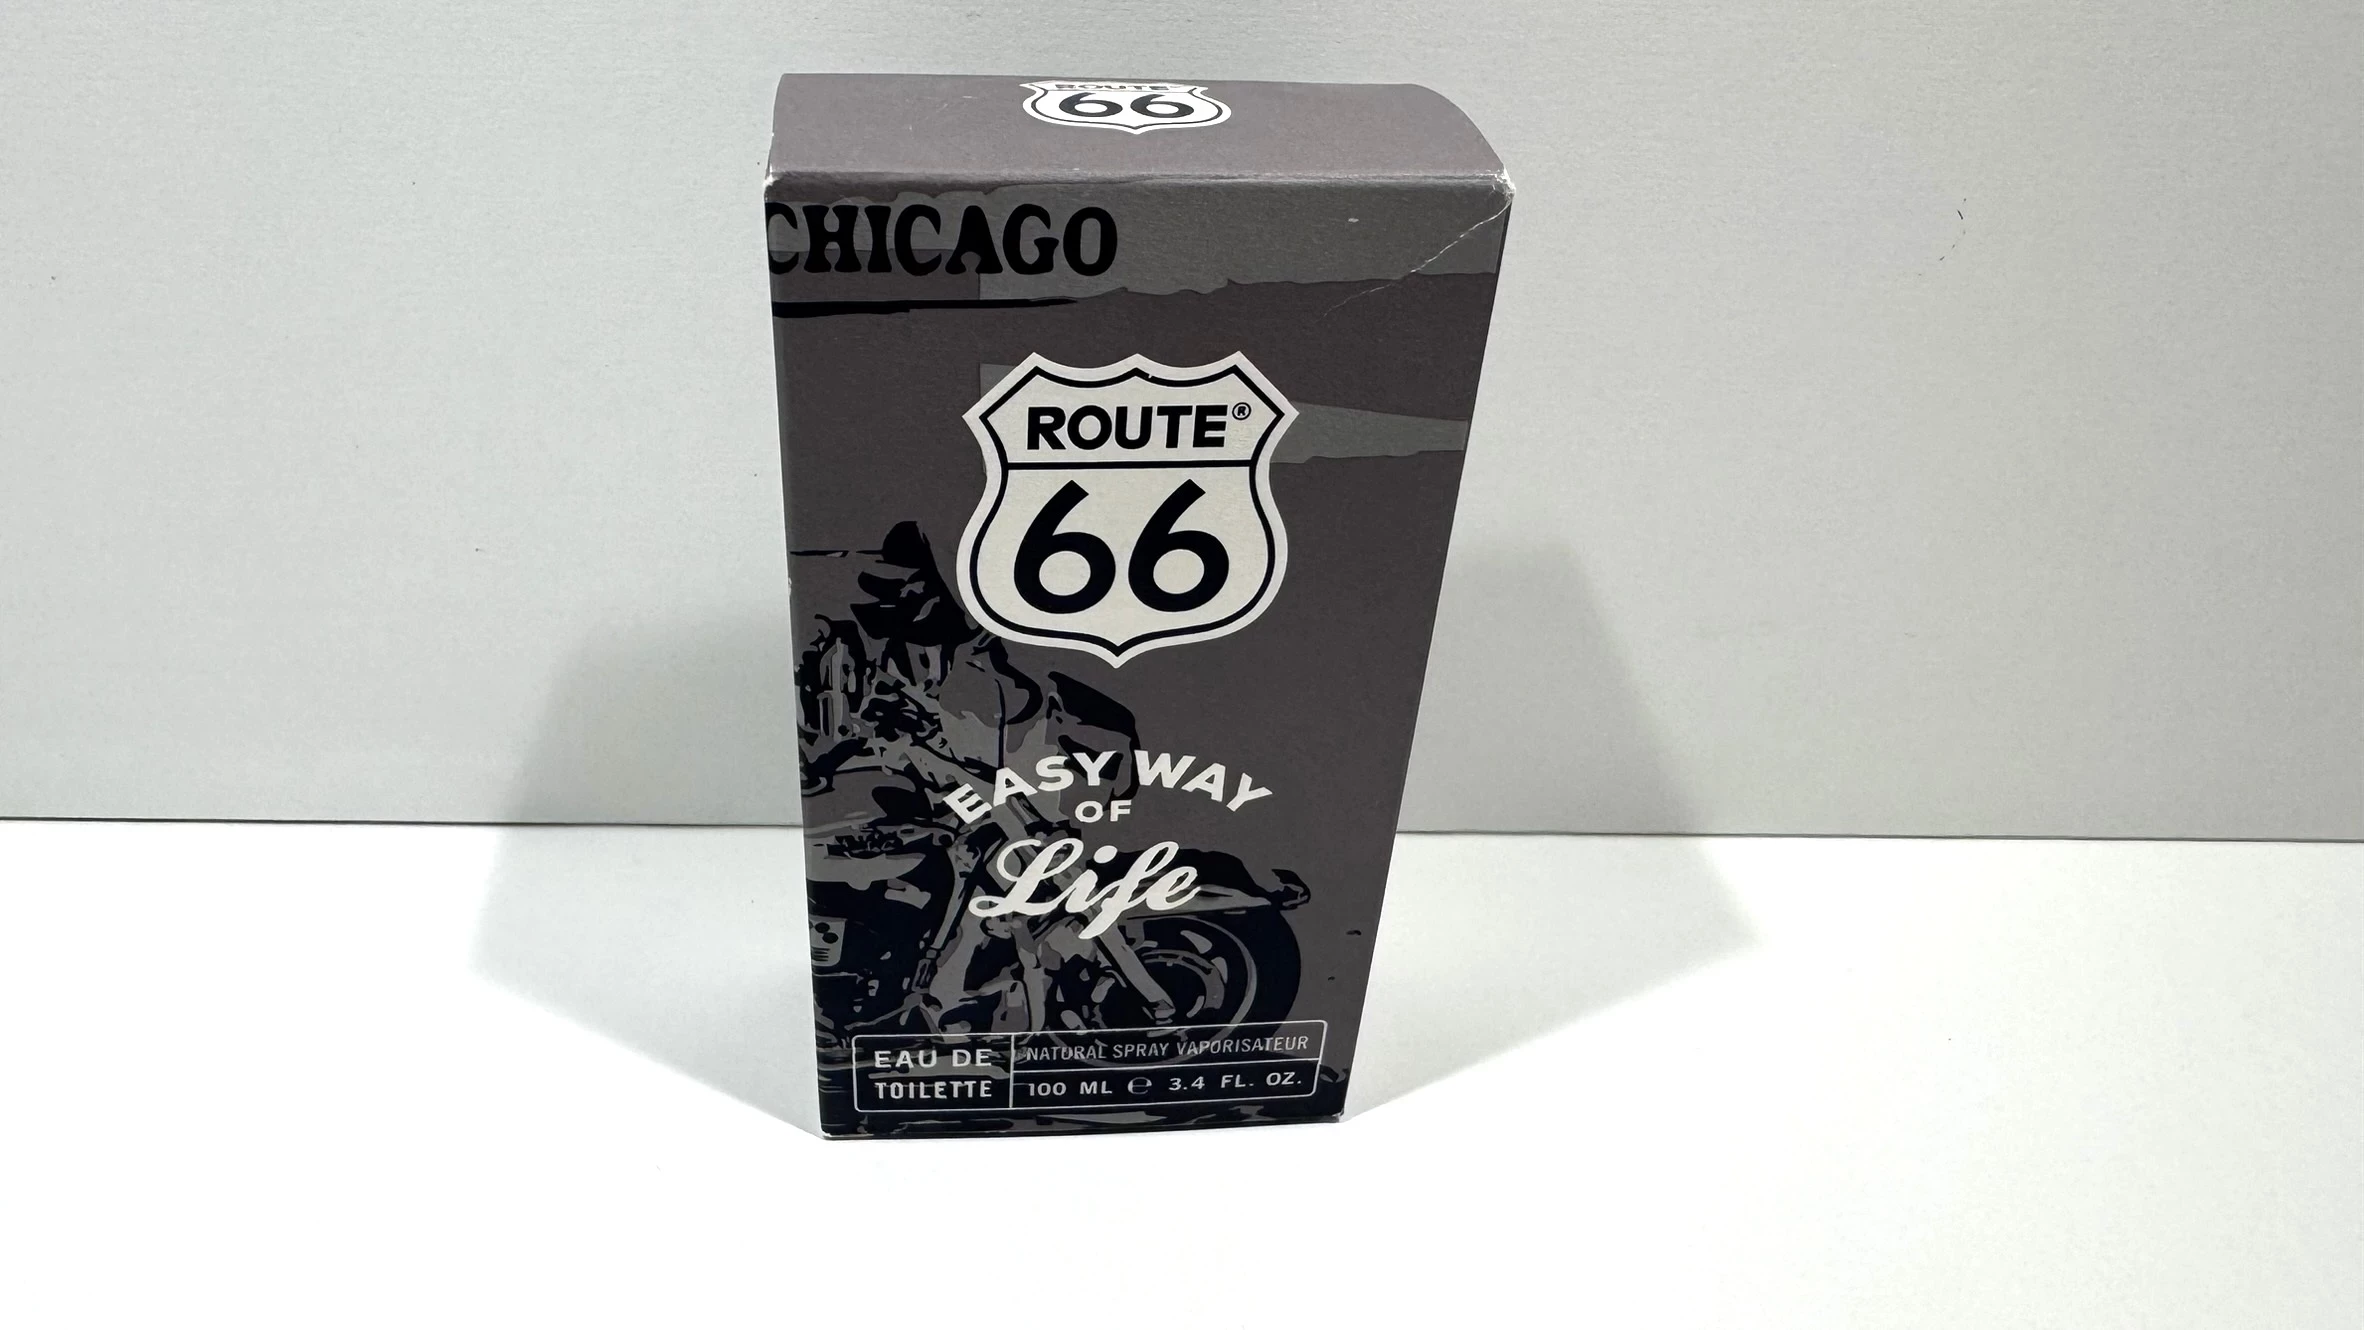 ROUTE
66
CHICAGO
ROUTE®
66
EASY WAY
OF
Life
EAU DE
TOILETTE
NATURAL SPRAY VAPORISATEUR
100 ML ℮ 3.4 FL. OZ.